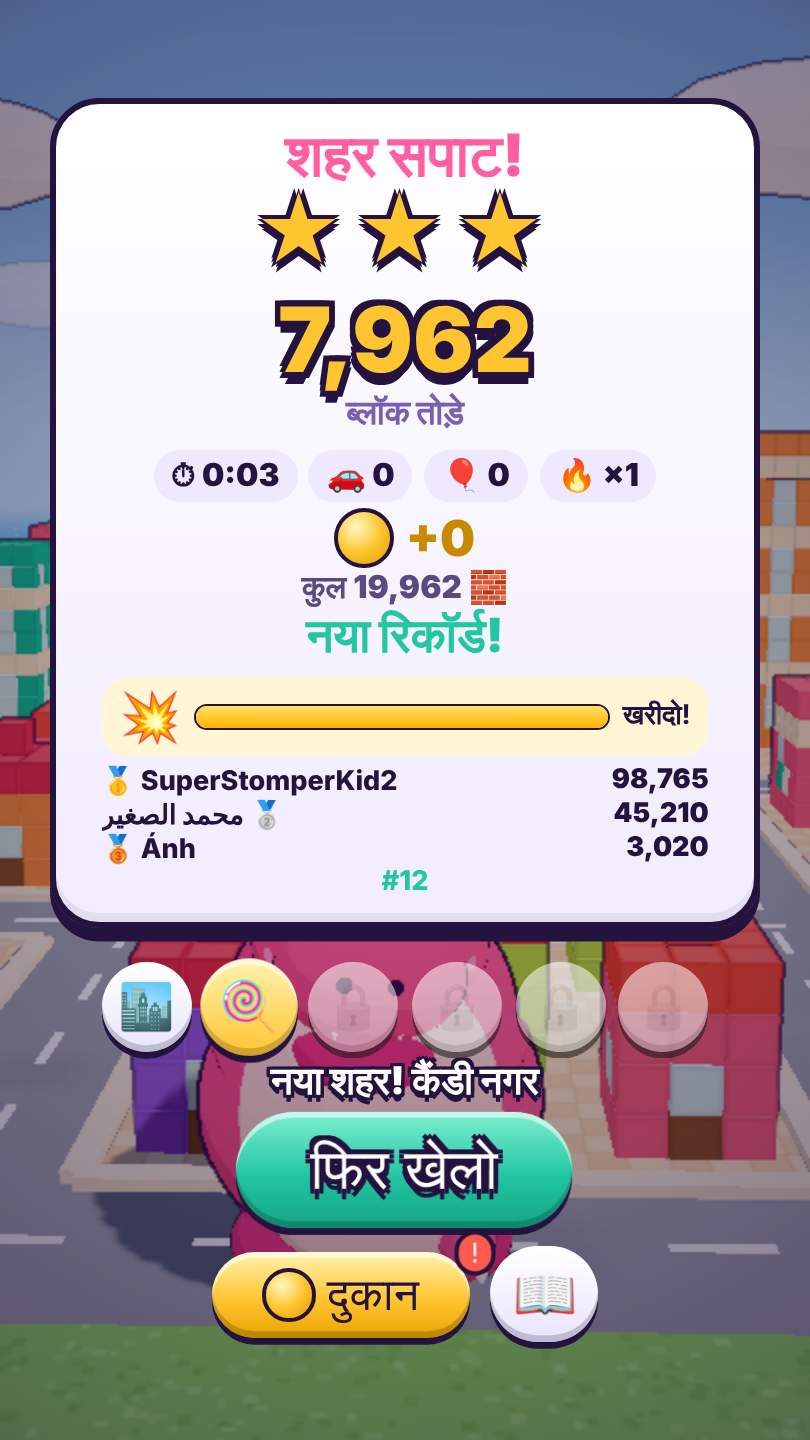 शहर सपाट!
7,962
ब्लॉक तोड़े
0:03 0 0 ×1
+0
कुल 19,962
नया रिकॉर्ड!
खरीदो!
SuperStomperKid2 98,765
محمد الصغير 45,210
Ánh 3,020
#12
नया शहर! कैंडी नगर
फिर खेलो
!
दुकान